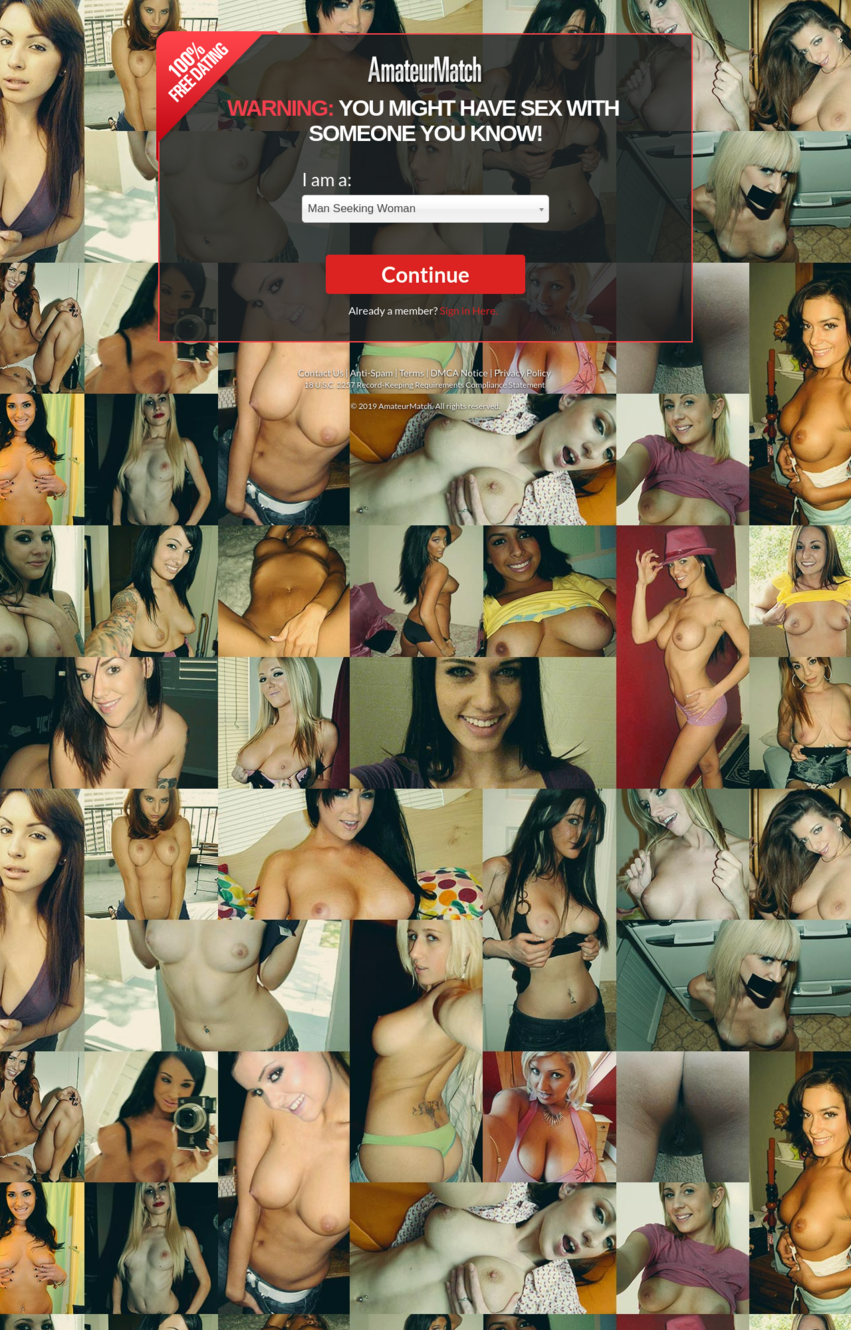 100%
FREE DATING
AmateurMatch
WARNING: YOU MIGHT HAVE SEX WITH
SOMEONE YOU KNOW!
I am a:
Man Seeking Woman
Continue
Already a member? Sign In Here.
Contact Us | Anti-Spam | Terms | DMCA Notice | Privacy Policy
18 U.S.C. 2257 Record-Keeping Requirements Compliance Statement
© 2019 AmateurMatch. All rights reserved.